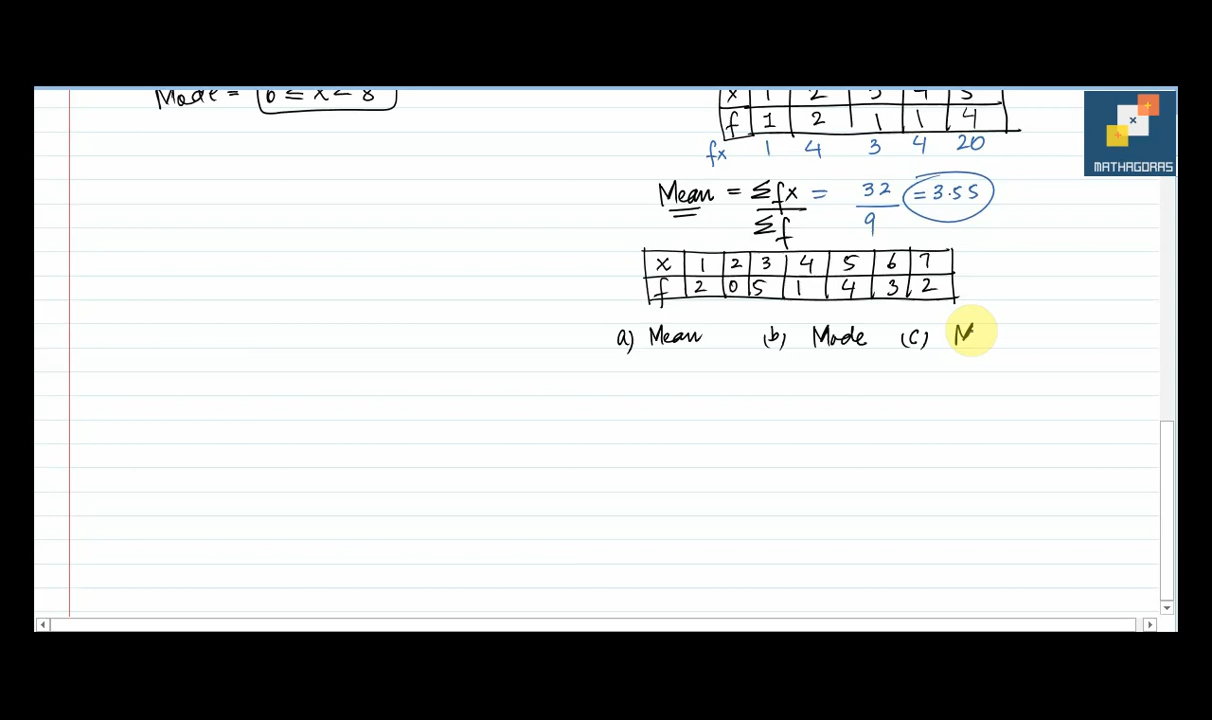 Mode = 6 ≤ x < 8
x 1 2 3 4 5
f 1 2 1 1 4
fx 1 4 3 4 20
MATHAGORAS
Mean = Σfx / Σf = 32 / 9 = 3.55
x 1 2 3 4 5 6 7
f 2 0 5 1 4 3 2
a) Mean (b) Mode (c) M